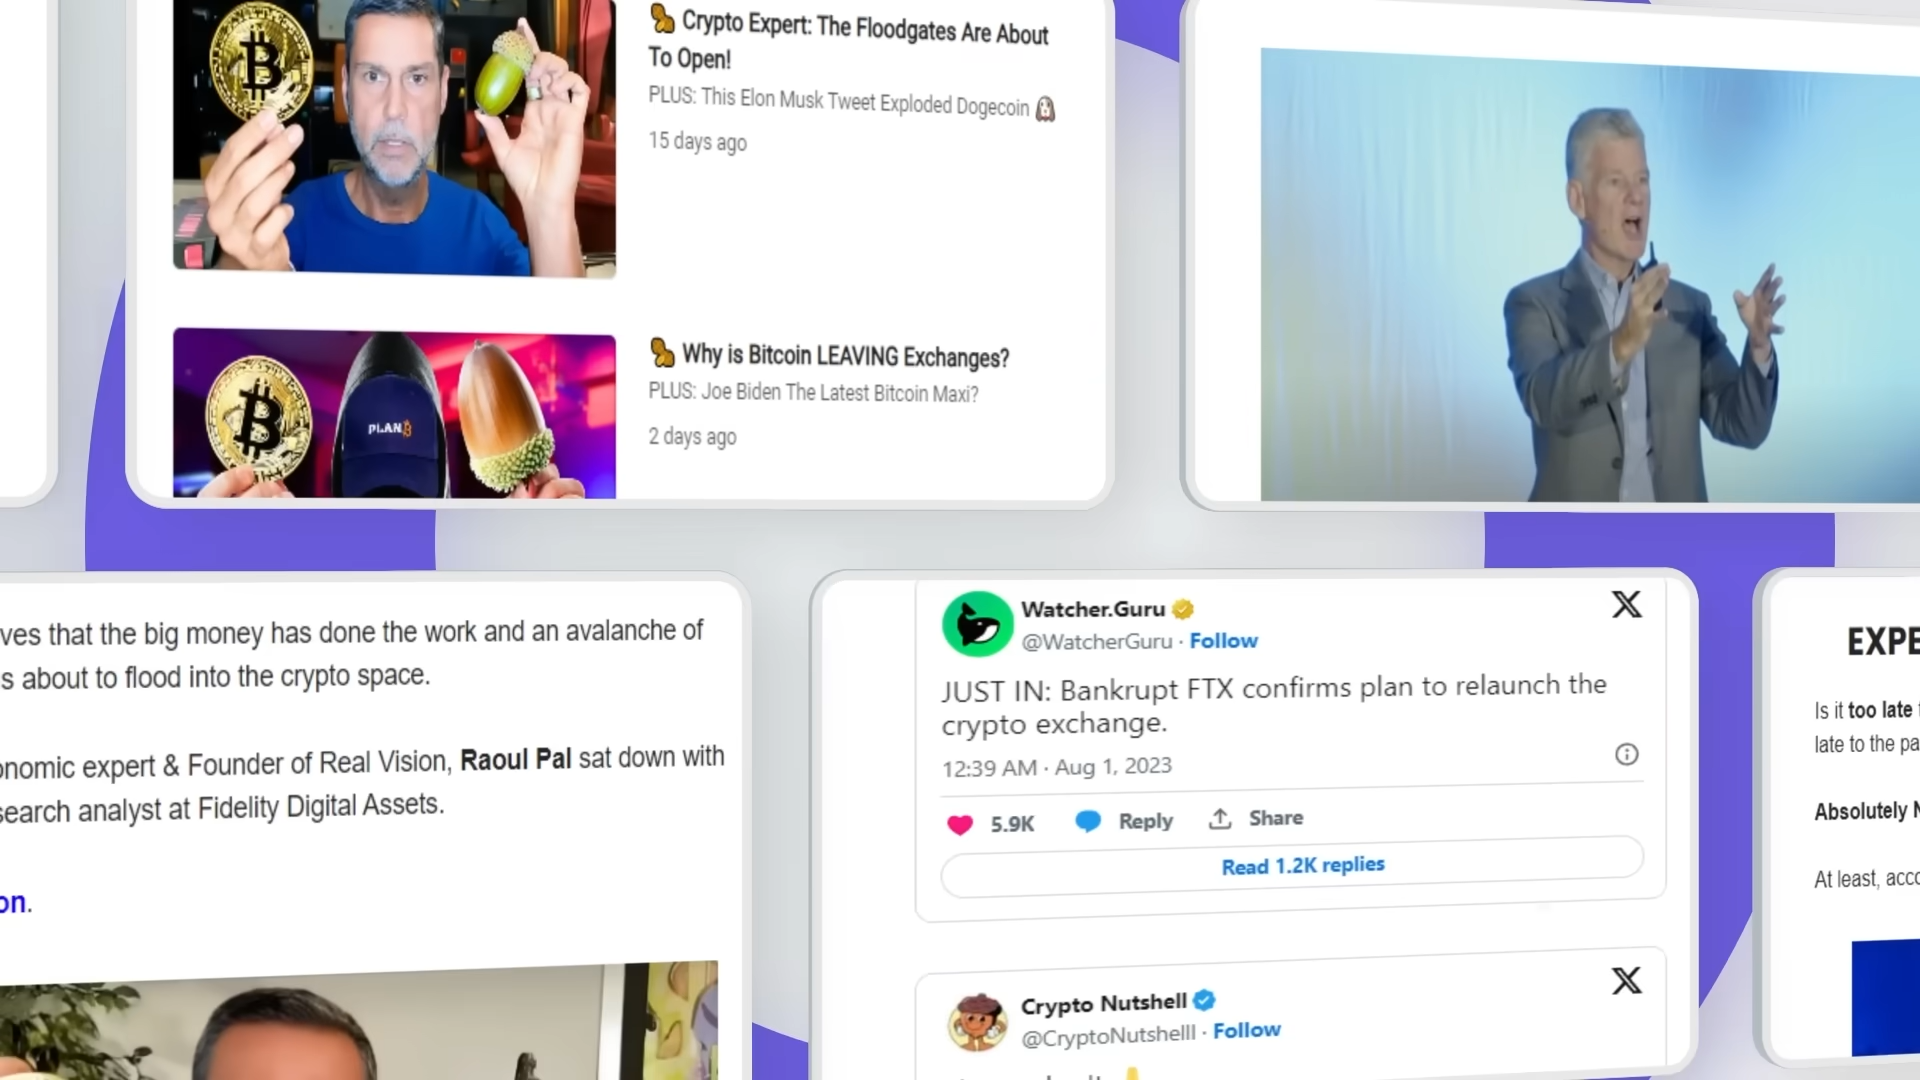 Crypto Expert: The Floodgates Are About
To Open!
PLUS: This Elon Musk Tweet Exploded Dogecoin
15 days ago
PLAN₿
Why is Bitcoin LEAVING Exchanges?
PLUS: Joe Biden The Latest Bitcoin Maxi?
2 days ago
ves that the big money has done the work and an avalanche of
s about to flood into the crypto space.
onomic expert & Founder of Real Vision, Raoul Pal sat down with
search analyst at Fidelity Digital Assets.
on.
Watcher.Guru
@WatcherGuru · Follow
JUST IN: Bankrupt FTX confirms plan to relaunch the
crypto exchange.
12:39 AM · Aug 1, 2023
5.9K Reply Share
Read 1.2K replies
Crypto Nutshell
@CryptoNutshelll · Follow
EXPE
Is it too late
late to the pa
Absolutely N
At least, acco